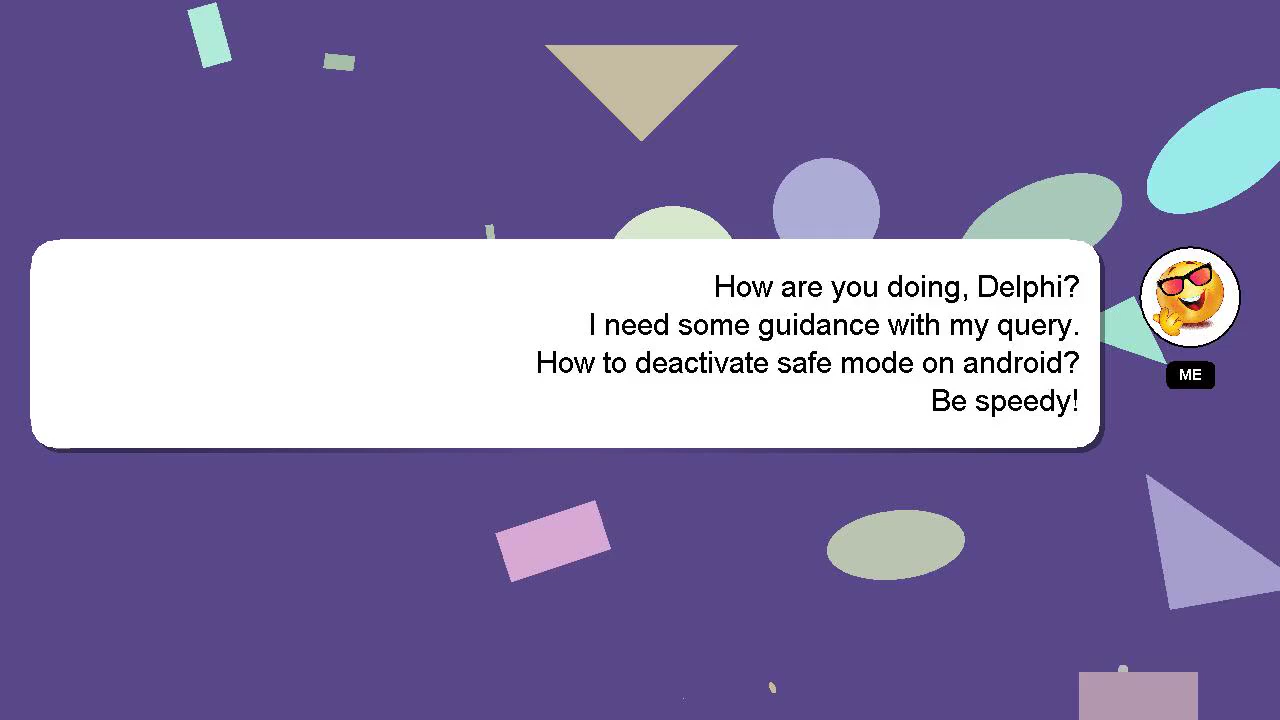 How are you doing, Delphi?
I need some guidance with my query.
How to deactivate safe mode on android?
Be speedy!
ME